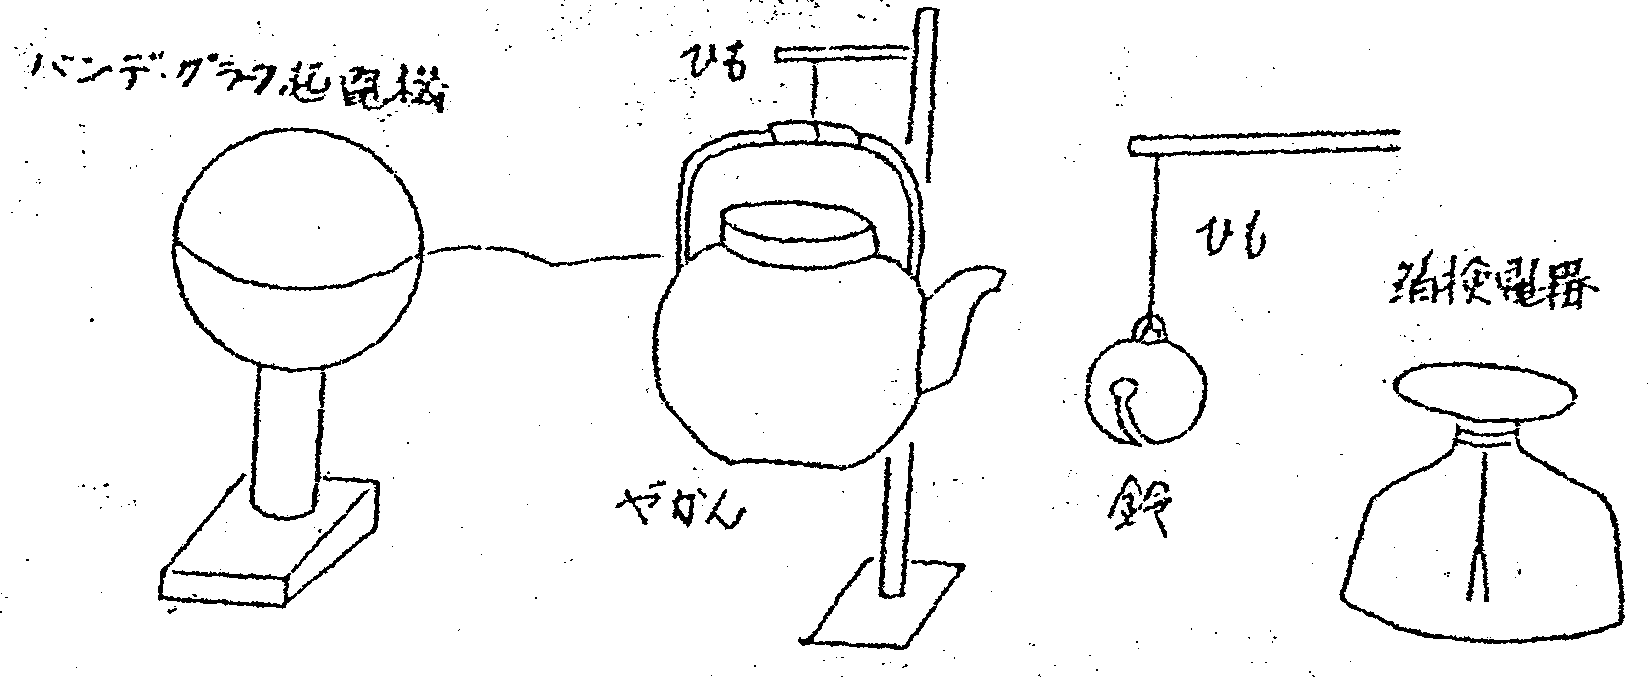 バンデ・グラフ起電機
ひも
ひも
箔検電器
やかん
鈴